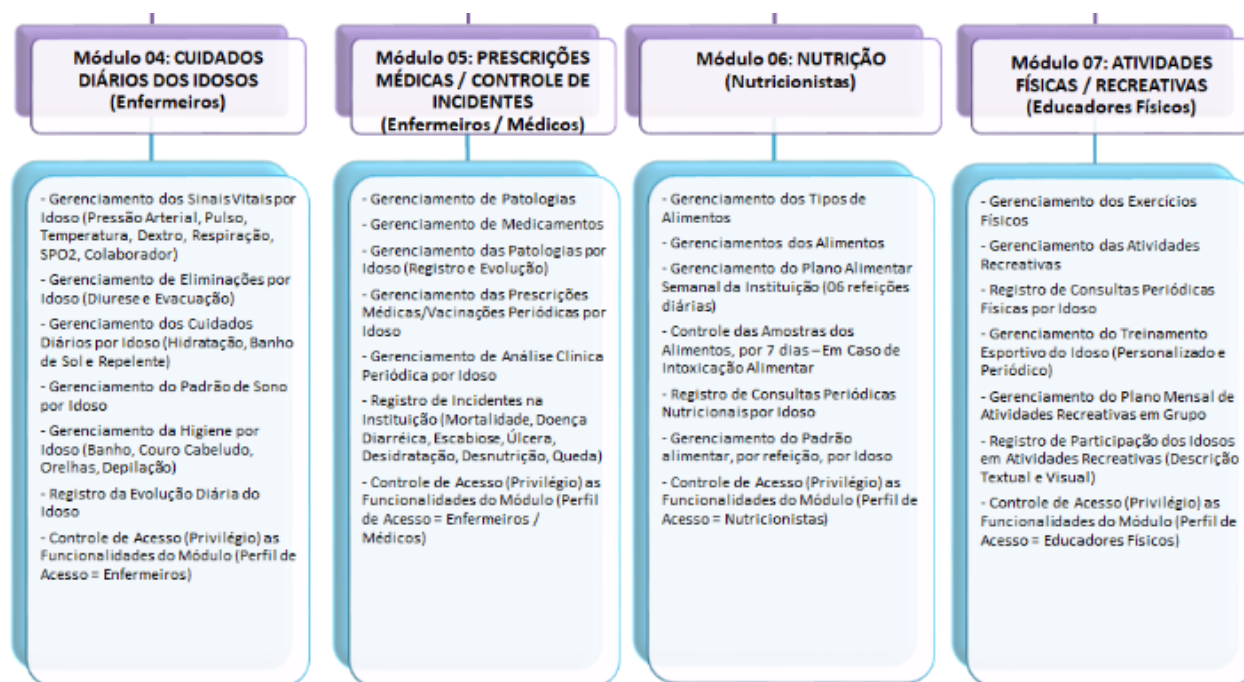 Módulo 04: CUIDADOS
DIÁRIOS DOS IDOSOS
(Enfermeiros)
- Gerenciamento dos Sinais Vitais por
Idoso (Pressão Arterial, Pulso,
Temperatura, Dextro, Respiração,
SPO2, Colaborador)
- Gerenciamento de Eliminações por
Idoso (Diurese e Evacuação)
- Gerenciamento dos Cuidados
Diários por Idoso (Hidratação, Banho
de Sol e Repelente)
- Gerenciamento do Padrão de Sono
por Idoso
- Gerenciamento da Higiene por
Idoso (Banho, Couro Cabeludo,
Orelhas, Depilação)
- Registro da Evolução Diária do
Idoso
- Controle de Acesso (Privilégio) as
Funcionalidades do Módulo (Perfil
de Acesso = Enfermeiros)
Módulo 05: PRESCRIÇÕES
MÉDICAS / CONTROLE DE
INCIDENTES
(Enfermeiros / Médicos)
- Gerenciamento de Patologias
- Gerenciamento de Medicamentos
- Gerenciamento das Patologias por
Idoso (Registro e Evolução)
- Gerenciamento das Prescrições
Médicas/Vacinações Periódicas por
Idoso
- Gerenciamento de Análise Clínica
Periódica por Idoso
- Registro de Incidentes na
Instituição (Mortalidade, Doença
Diarréica, Escabiose, Úlcera,
Desidratação, Desnutrição, Queda)
- Controle de Acesso (Privilégio) as
Funcionalidades do Módulo (Perfil
de Acesso = Enfermeiros /
Médicos)
Módulo 06: NUTRIÇÃO
(Nutricionistas)
- Gerenciamento dos Tipos de
Alimentos
- Gerenciamentos dos Alimentos
- Gerenciamento do Plano Alimentar
Semanal da Instituição (06 refeições
diárias)
- Controle das Amostras dos
Alimentos, por 7 dias – Em Caso de
Intoxicação Alimentar
- Registro de Consultas Periódicas
Nutricionais por Idoso
- Gerenciamento do Padrão
alimentar, por refeição, por Idoso
- Controle de Acesso (Privilégio) as
Funcionalidades do Módulo (Perfil de
Acesso = Nutricionistas)
Módulo 07: ATIVIDADES
FÍSICAS / RECREATIVAS
(Educadores Físicos)
- Gerenciamento dos Exercícios
Físicos
- Gerenciamento das Atividades
Recreativas
- Registro de Consultas Periódicas
Físicas por Idoso
- Gerenciamento do Treinamento
Esportivo do Idoso (Personalizado e
Periódico)
- Gerenciamento do Plano Mensal de
Atividades Recreativas em Grupo
- Registro de Participação dos Idosos
em Atividades Recreativas (Descrição
Textual e Visual)
- Controle de Acesso (Privilégio) as
Funcionalidades do Módulo (Perfil de
Acesso = Educadores Físicos)